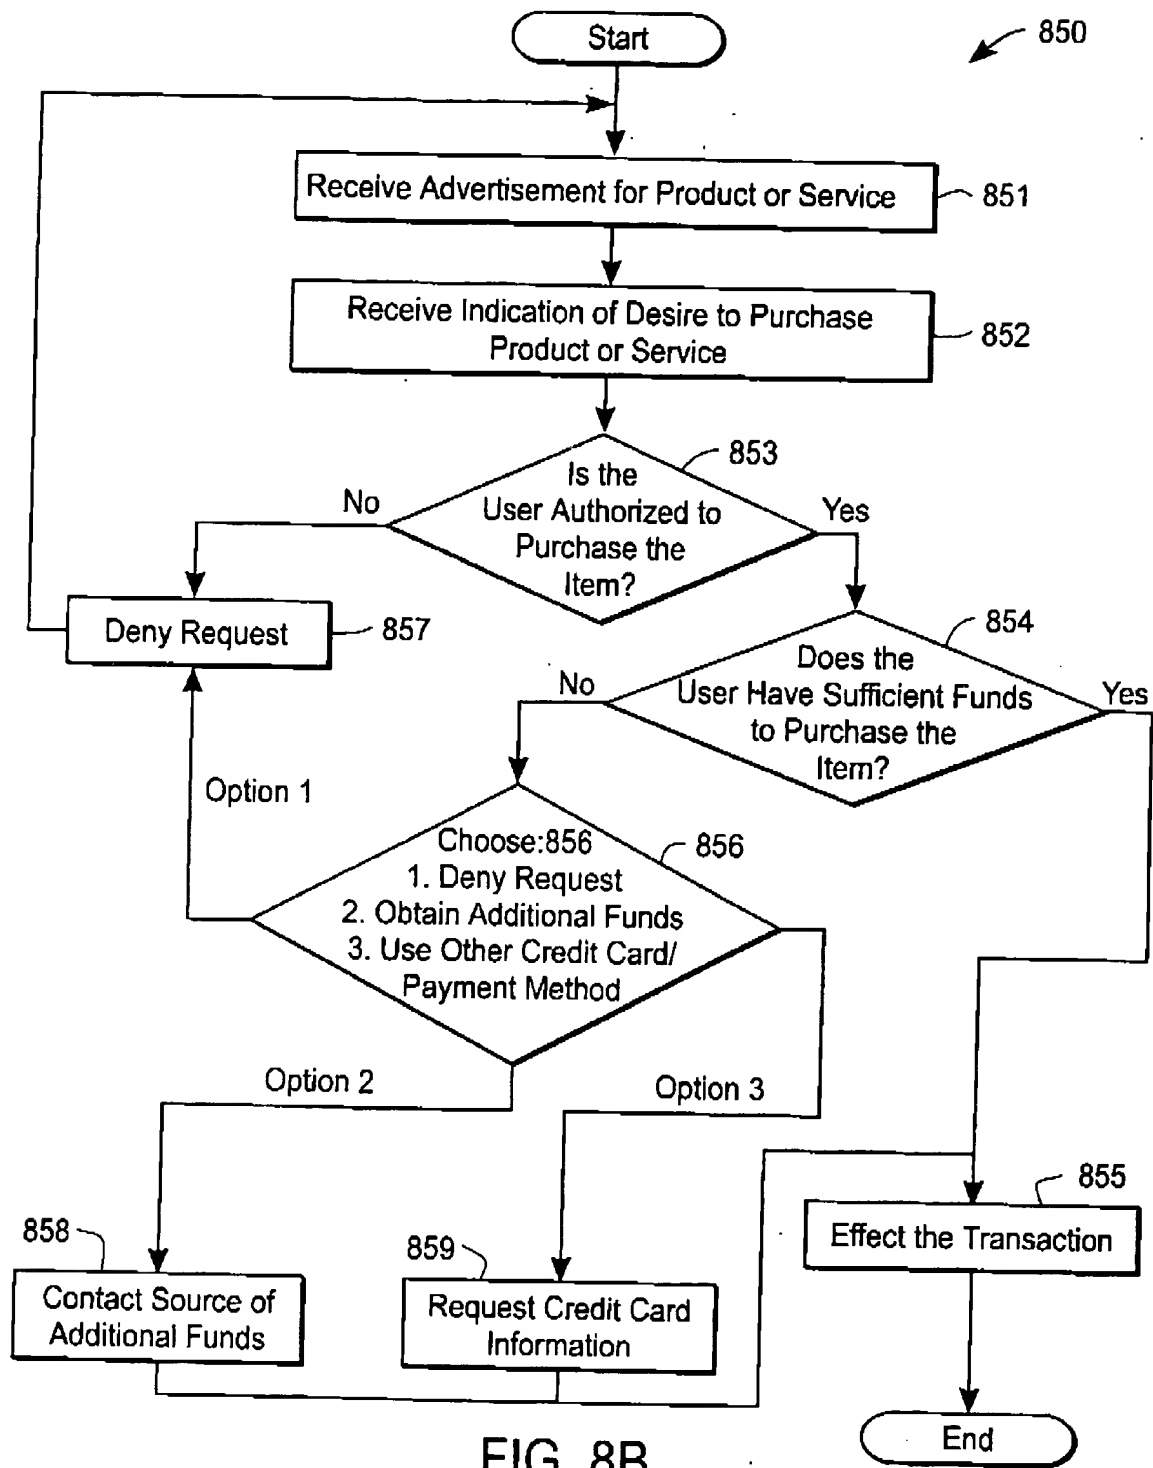 Start
850
Receive Advertisement for Product or Service
851
Receive Indication of Desire to Purchase
Product or Service
852
853
Is the
User Authorized to
Purchase the
Item?
No
Yes
Deny Request
857
854
Does the
User Have Sufficient Funds
to Purchase the
Item?
No
Yes
Option 1
Choose:856
1. Deny Request
2. Obtain Additional Funds
3. Use Other Credit Card/
Payment Method
856
Option 2
Option 3
855
Effect the Transaction
858
Contact Source of
Additional Funds
859
Request Credit Card
Information
End
FIG. 8B